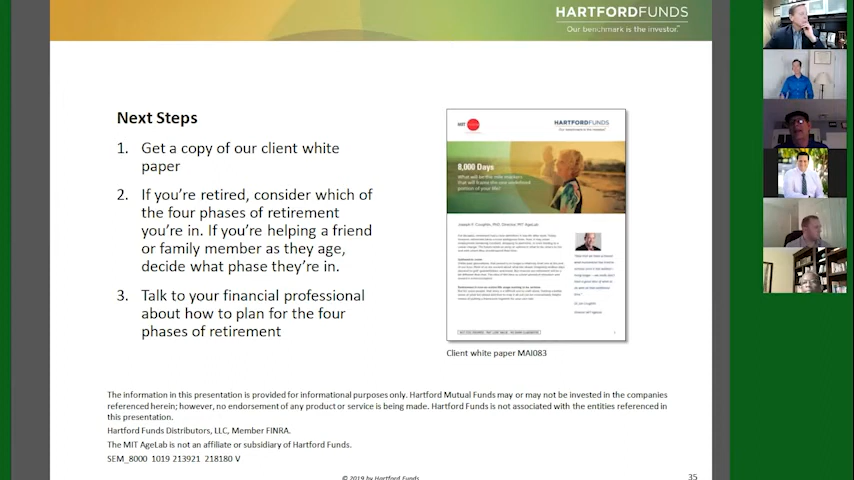 HARTFORDFUNDS
Our benchmark is the investor.™
Next Steps
1. Get a copy of our client white
paper
2. If you're retired, consider which of
the four phases of retirement
you're in. If you're helping a friend
or family member as they age,
decide what phase they're in.
3. Talk to your financial professional
about how to plan for the four
phases of retirement
HARTFORDFUNDS
8,000 Days
Joseph F. Coughlin, PhD, Director, MIT AgeLab
Client white paper MAI083
The information in this presentation is provided for informational purposes only. Hartford Mutual Funds may or may not be invested in the companies
referenced herein; however, no endorsement of any product or service is being made. Hartford Funds is not associated with the entities referenced in
this presentation.
Hartford Funds Distributors, LLC, Member FINRA.
The MIT AgeLab is not an affiliate or subsidiary of Hartford Funds.
SEM_8000 1019 213921 218180 V
© 2019 by Hartford Funds
35